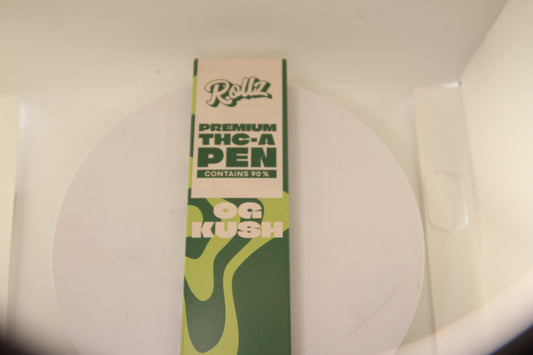 Rollz
PREMIUM
THC-A
PEN
CONTAINS 90%
OG
KUSH